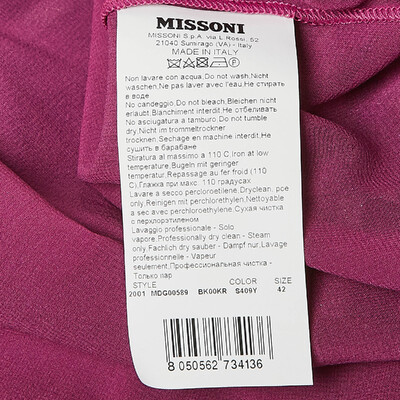 MISSONI
MISSONI S.p.A. via L.Rossi, 52
21040 Sumirago (VA) - Italy
MADE IN ITALY
Non lavare con acqua,Do not wash,Nicht
waschen,Ne pas laver avec l'eau,Не стирать
в воде
No candeggio,Do not bleach,Bleichen nicht
erlaubt,Blanchiment interdit,Не отбеливать
No asciugatura a tamburo,Do not tumble
dry,Nicht im trommeltrockner
trocknen,Sechage en machine interdit,Не
сушить в барабане
Stiratura al massimo a 110 C,Iron at low
temperatur,Bugeln mit geringer
temperatur,Repassage au fer froid (110
C),Глажка при макс. 110 градусах
Lavare a secco percloroetilene,Dryclean, pce
only,Reinigen mit perchlorethylen,Nettoyable
a sec avec perchloroethylene,Сухая чистка
с перхлорэтиленом
Lavaggio professionale - Solo
vapore,Professionally dry clean - Steam
only,Fachlich dry sauber - Dampf nur,Lavage
professionnelle - Vapeur
seulement,Профессиональная чистка -
Только пар
STYLE COLOR SIZE
2001 MDG00589 BK00KR S409Y 42
8 050562 734136